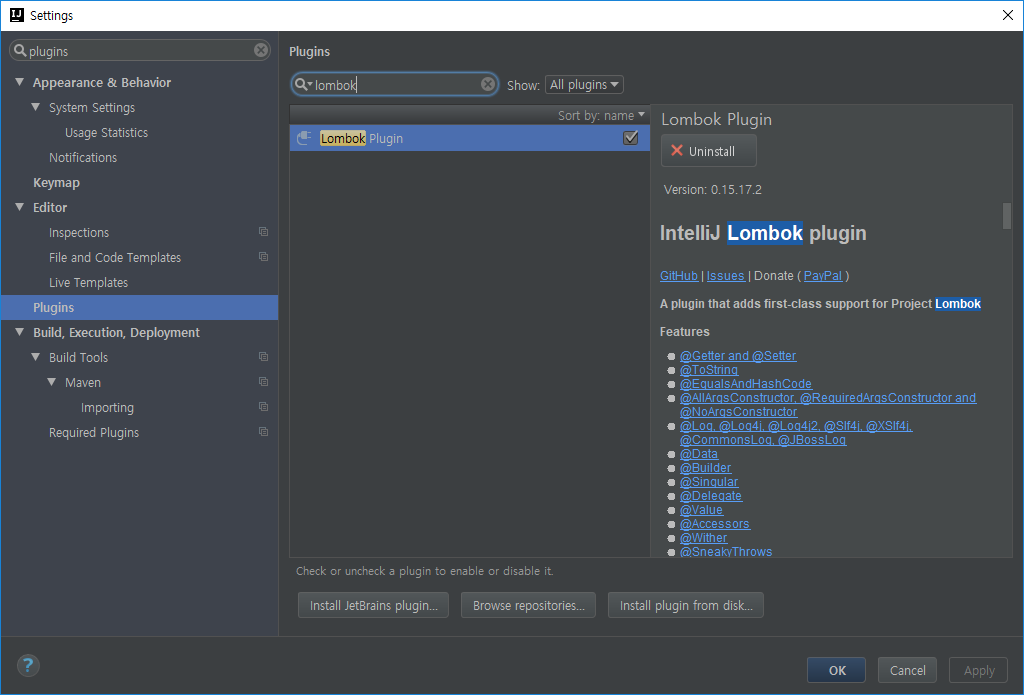 Settings
plugins
Appearance & Behavior
System Settings
Usage Statistics
Notifications
Keymap
Editor
Inspections
File and Code Templates
Live Templates
Plugins
Build, Execution, Deployment
Build Tools
Maven
Importing
Required Plugins
Plugins
lombok
Show: All plugins
Sort by: name
Lombok Plugin
Lombok Plugin
Uninstall
Version: 0.15.17.2
IntelliJ Lombok plugin
GitHub | Issues | Donate ( PayPal )
A plugin that adds first-class support for Project Lombok
Features
@Getter and @Setter
@ToString
@EqualsAndHashCode
@AllArgsConstructor, @RequiredArgsConstructor and
@NoArgsConstructor
@Log, @Log4j, @Log4j2, @Slf4j, @XSlf4j,
@CommonsLog, @JBossLog
@Data
@Builder
@Singular
@Delegate
@Value
@Accessors
@Wither
@SneakyThrows
Check or uncheck a plugin to enable or disable it.
Install JetBrains plugin...
Browse repositories...
Install plugin from disk...
?
OK
Cancel
Apply